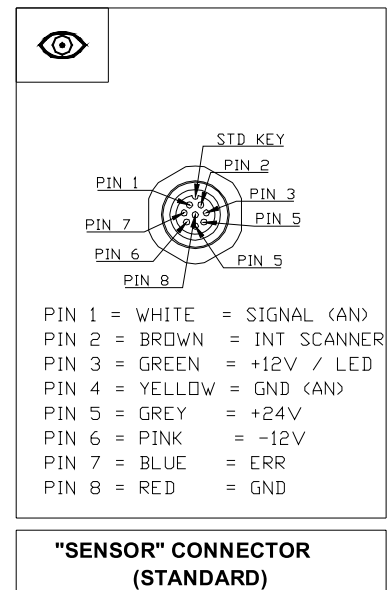 STD KEY
PIN 2
PIN 1
PIN 3
PIN 7
PIN 5
PIN 6
PIN 5
PIN 8
PIN 1 = WHITE = SIGNAL (AN)
PIN 2 = BROWN = INT SCANNER
PIN 3 = GREEN = +12V / LED
PIN 4 = YELLOW = GND (AN)
PIN 5 = GREY = +24V
PIN 6 = PINK = -12V
PIN 7 = BLUE = ERR
PIN 8 = RED = GND
"SENSOR" CONNECTOR
(STANDARD)